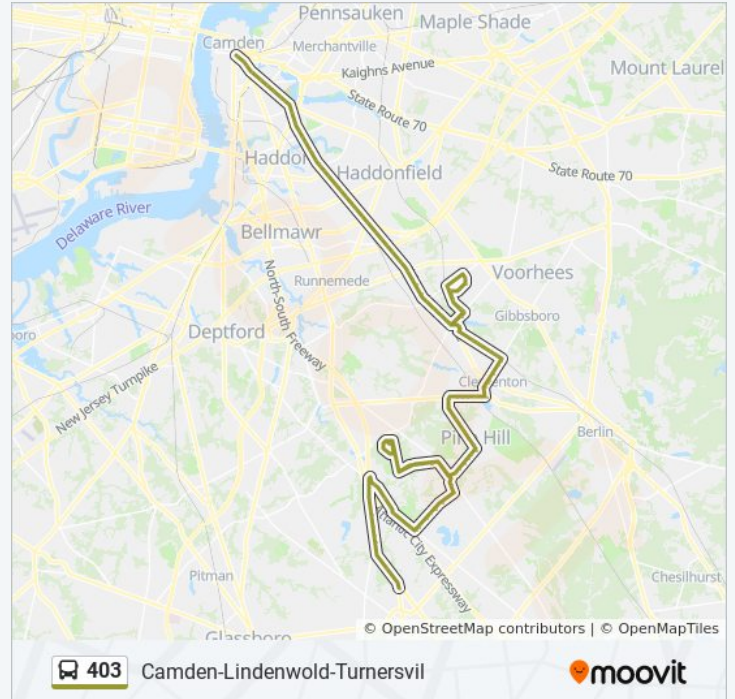 Pennsauken
Maple Shade
Camden
Merchantville
Kaighns Avenue
Mount Laurel
State Route 70
Haddon
Haddonfield
State Route 70
Delaware River
Bellmawr
Voorhees
Runnemede
North-South Freeway
Gibbsboro
oro
Deptford
New Jersey Turnpike
Clementon
Pine Hill
Berlin
Atlantic City Expressway
Pitman
Chesilhurst
Glassboro
© OpenStreetMap contributors | © OpenMapTiles
403 Camden-Lindenwold-Turnersvil
moovit